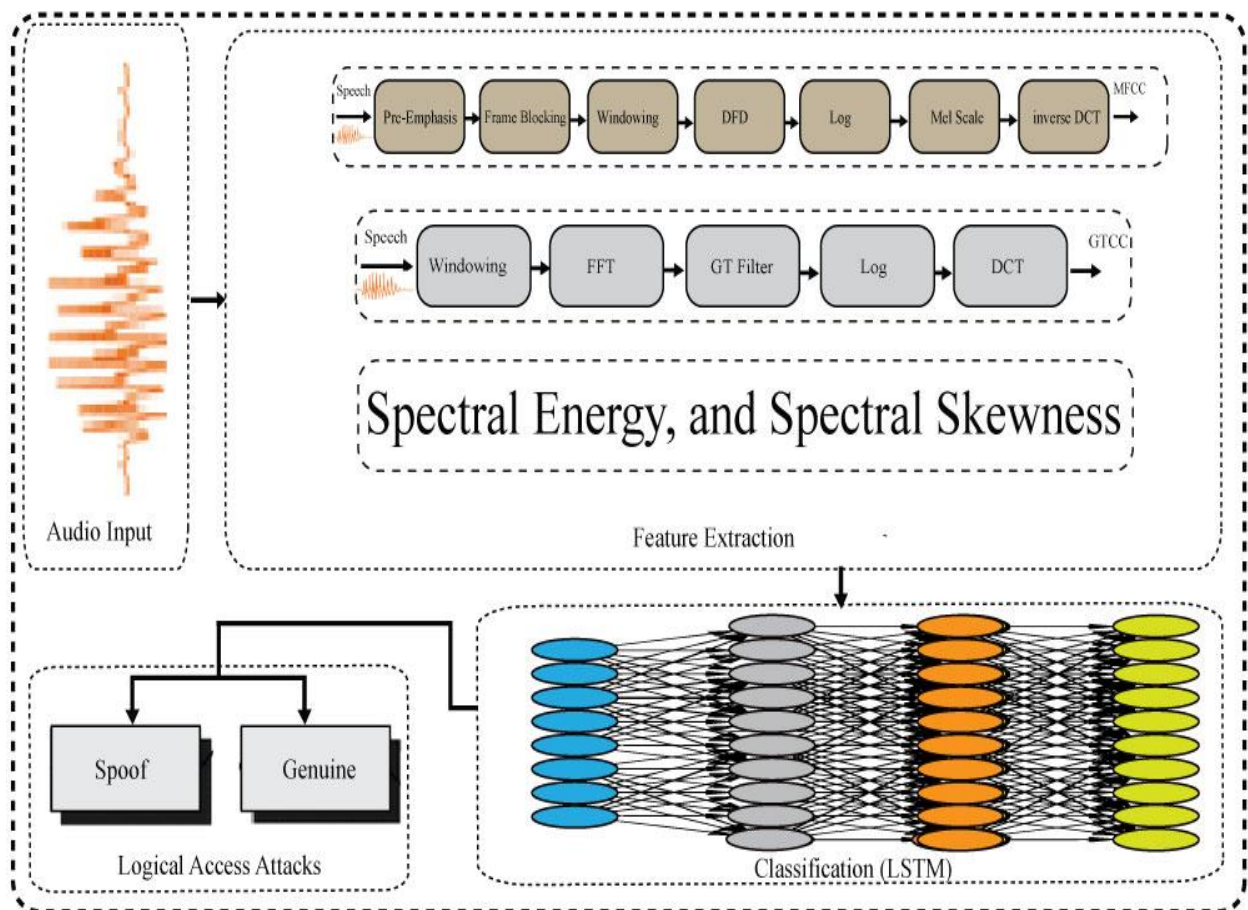 Audio Input
Speech
Pre-Emphasis
Frame Blocking
Windowing
DFD
Log
Mel Scale
inverse DCT
MFCC
Speech
Windowing
FFT
GT Filter
Log
DCT
GTCC
Spectral Energy, and Spectral Skewness
Feature Extraction
Spoof
Genuine
Logical Access Attacks
Classification (LSTM)